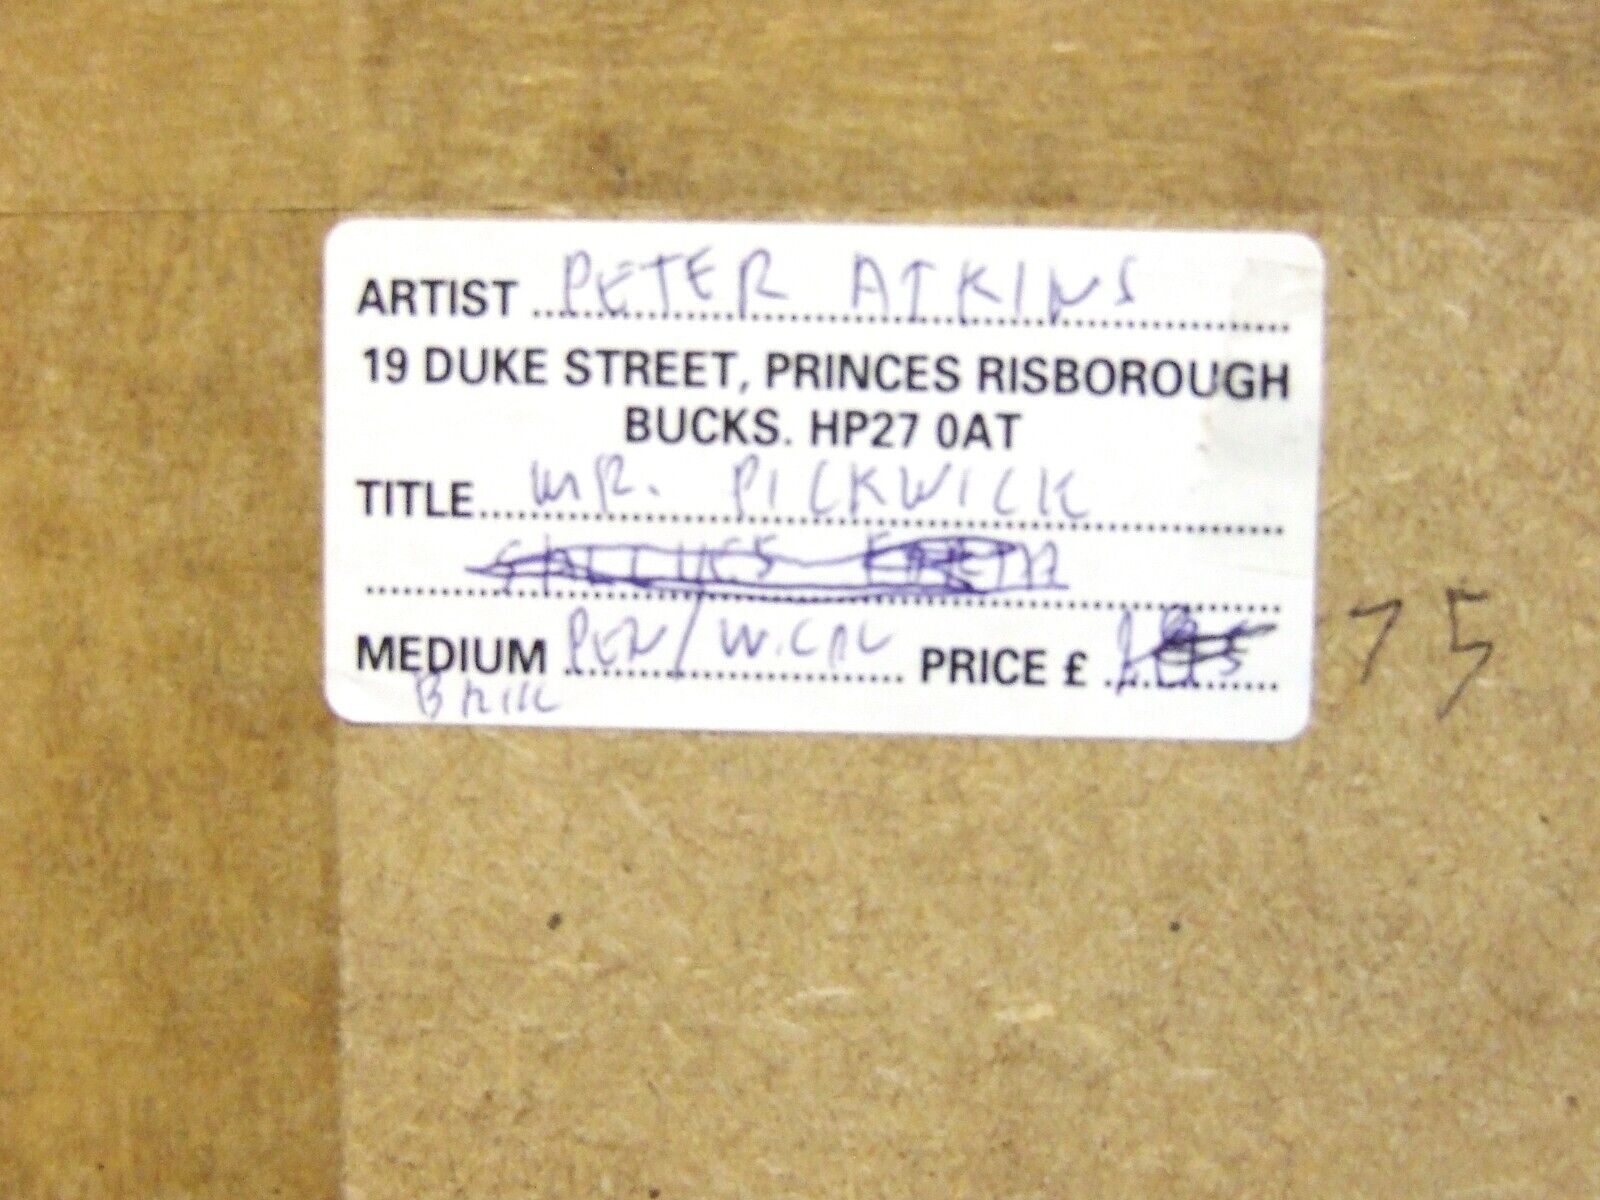 ARTIST PETER ATKINS
19 DUKE STREET, PRINCES RISBOROUGH
BUCKS. HP27 0AT
TITLE MR. PICKWICK
MEDIUM PEN/W.COL PRICE £ 75